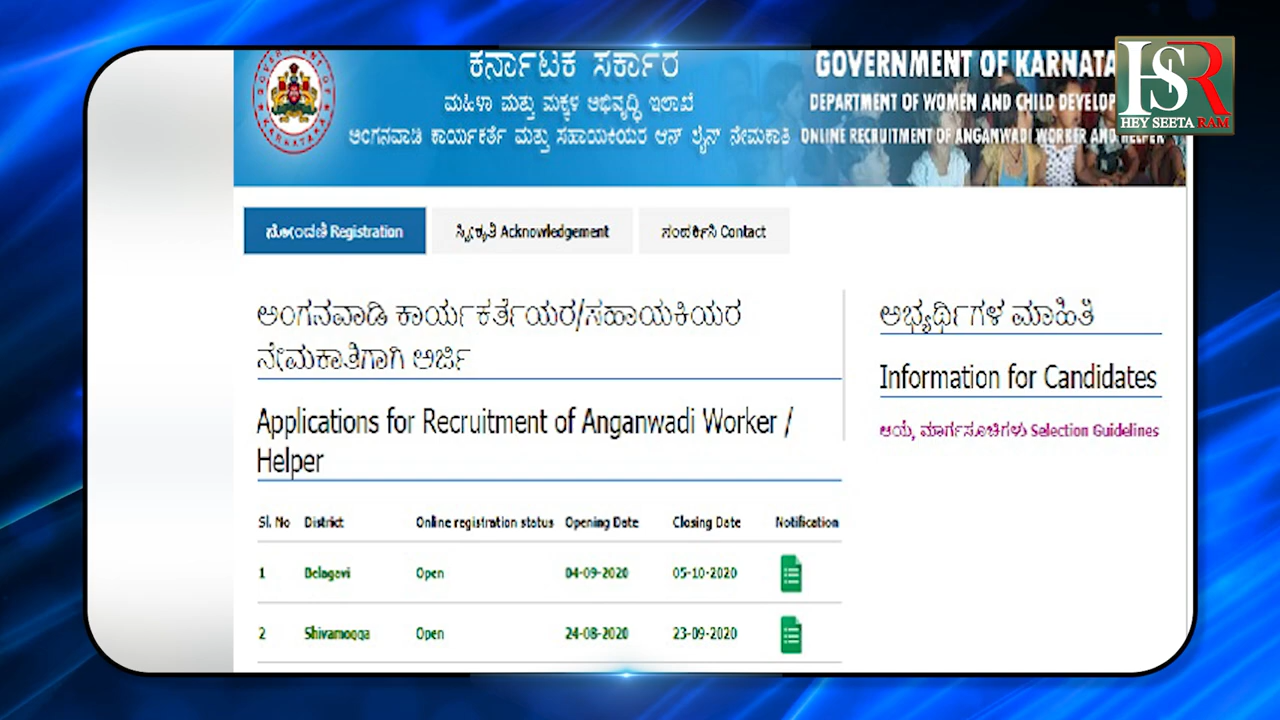 ಕರ್ನಾಟಕ ಸರ್ಕಾರ
ಮಹಿಳಾ ಮತ್ತು ಮಕ್ಕಳ ಅಭಿವೃದ್ಧಿ ಇಲಾಖೆ
ಅಂಗನವಾಡಿ ಕಾರ್ಯಕರ್ತೆ ಮತ್ತು ಸಹಾಯಕಿಯರ ಆನ್ ಲೈನ್ ನೇಮಕಾತಿ
GOVERNMENT OF KARNATA
DEPARTMENT OF WOMEN AND CHILD DEVELOP
ONLINE RECRUITMENT OF ANGANWADI WORKER AND HELPER
HSR
HEY SEETA RAM
GOVERNMENT OF KARNATAKA
ನೋಂದಣಿ Registration
ಸ್ವೀಕೃತಿ Acknowledgement
ಸಂಪರ್ಕಿಸಿ Contact
ಅಂಗನವಾಡಿ ಕಾರ್ಯಕರ್ತೆಯರ/ಸಹಾಯಕಿಯರ
ನೇಮಕಾತಿಗಾಗಿ ಅರ್ಜಿ
Applications for Recruitment of Anganwadi Worker /
Helper
Sl. No District Online registration status Opening Date Closing Date Notification
1 Belagavi Open 04-09-2020 05-10-2020
2 Shivamogga Open 24-08-2020 23-09-2020
ಅಭ್ಯರ್ಥಿಗಳ ಮಾಹಿತಿ
Information for Candidates
ಆಯ್ಕೆ ಮಾರ್ಗಸೂಚಿಗಳು Selection Guidelines